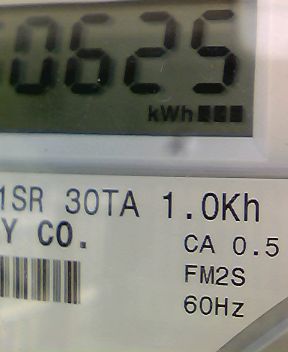 0625
kWh
1SR 30TA 1.0Kh
Y CO.
CA 0.5
FM2S
60Hz